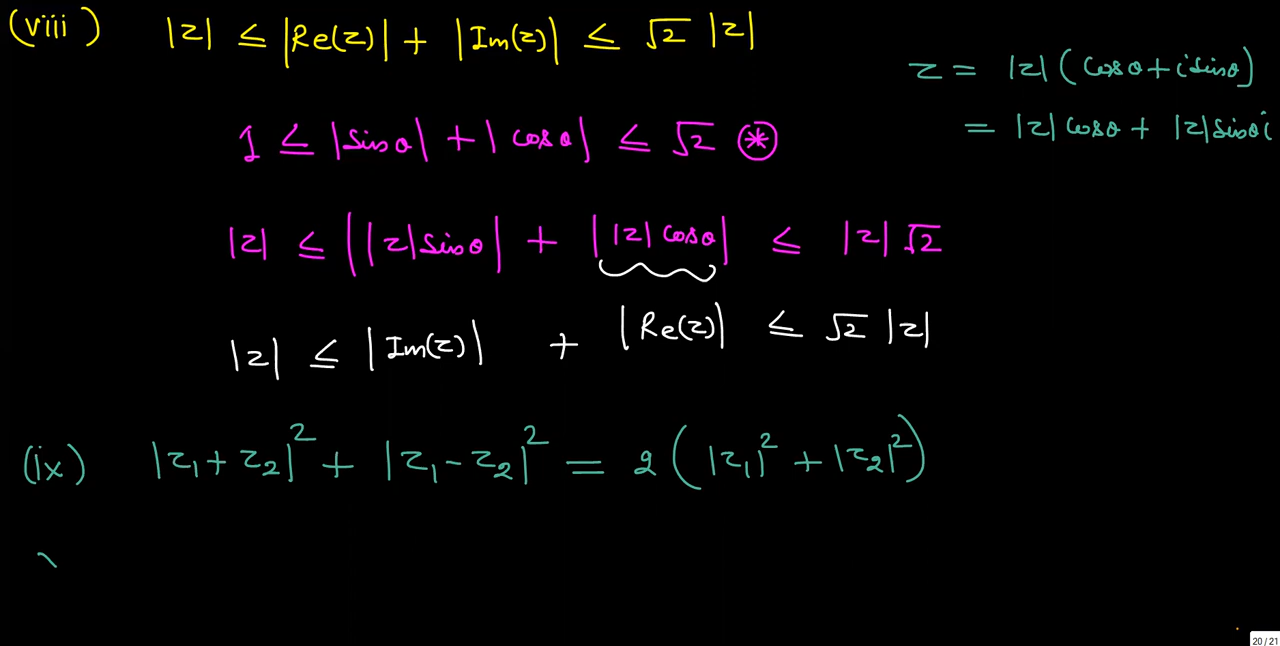 (viii) |z| ≤ |Re(z)| + |Im(z)| ≤ √2 |z|
z = |z| (cosθ + i sinθ)
= |z| cosθ + |z| sinθ i
1 ≤ |sinθ| + |cosθ| ≤ √2 ⊛
|z| ≤ ||z| sinθ| + ||z| cosθ| ≤ |z| √2
|z| ≤ |Im(z)| + |Re(z)| ≤ √2 |z|
(ix) |z₁ + z₂|² + |z₁ - z₂|² = 2 (|z₁|² + |z₂|²)
20 / 21